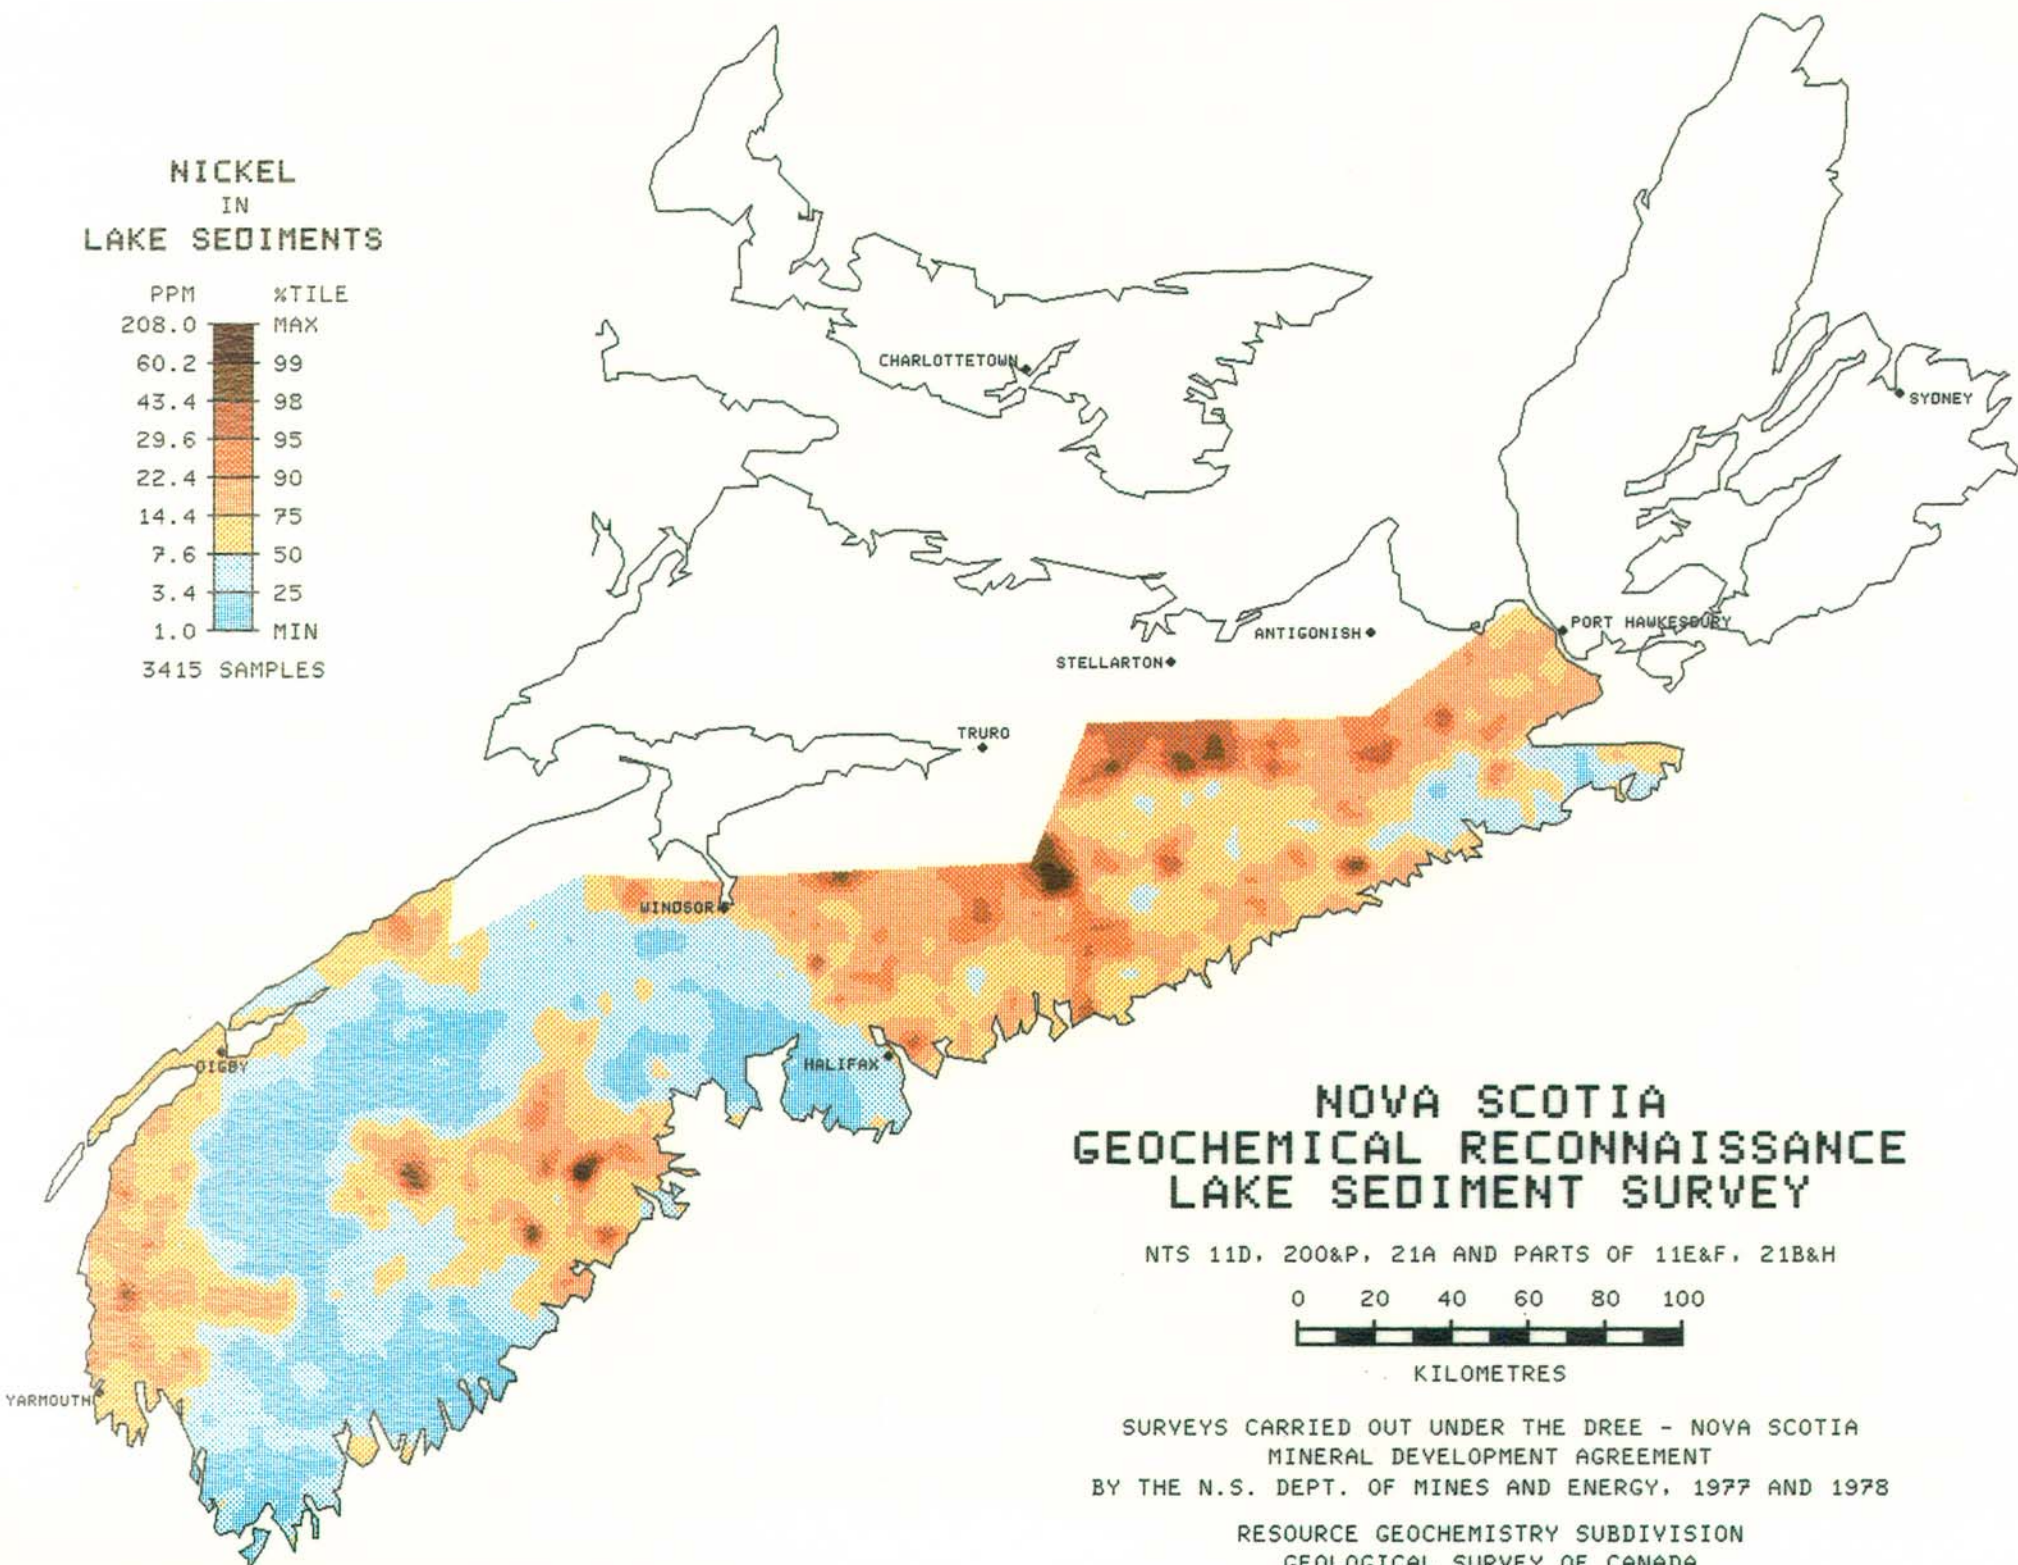 NICKEL
IN
LAKE SEDIMENTS
PPM %TILE
208.0 MAX
60.2 99
43.4 98
29.6 95
22.4 90
14.4 75
7.6 50
3.4 25
1.0 MIN
3415 SAMPLES
CHARLOTTETOWN
SYDNEY
PORT HAWKESBURY
ANTIGONISH
STELLARTON
TRURO
WINDSOR
HALIFAX
DIGBY
YARMOUTH
NOVA SCOTIA
GEOCHEMICAL RECONNAISSANCE
LAKE SEDIMENT SURVEY
NTS 11D, 20O&P, 21A AND PARTS OF 11E&F, 21B&H
0 20 40 60 80 100
KILOMETRES
SURVEYS CARRIED OUT UNDER THE DREE - NOVA SCOTIA
MINERAL DEVELOPMENT AGREEMENT
BY THE N.S. DEPT. OF MINES AND ENERGY, 1977 AND 1978
RESOURCE GEOCHEMISTRY SUBDIVISION
GEOLOGICAL SURVEY OF CANADA